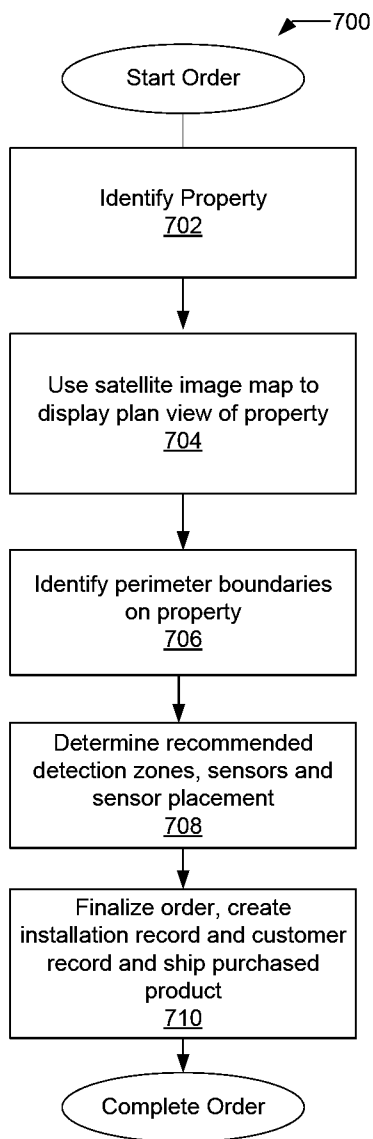 700
Start Order
Identify Property
702
Use satellite image map to
display plan view of property
704
Identify perimeter boundaries
on property
706
Determine recommended
detection zones, sensors and
sensor placement
708
Finalize order, create
installation record and customer
record and ship purchased
product
710
Complete Order